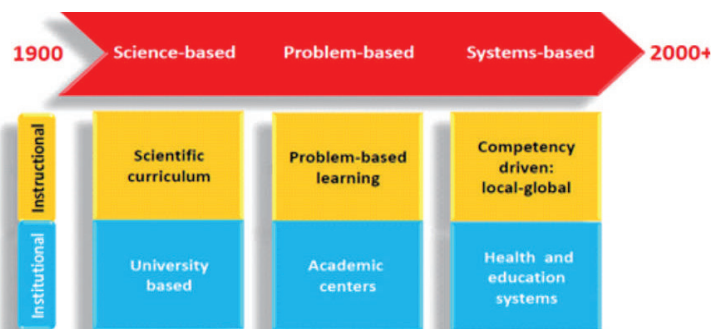 1900 Science-based Problem-based Systems-based 2000+
Instructional
Scientific
curriculum
Problem-based
learning
Competency
driven:
local-global
Institutional
University
based
Academic
centers
Health and
education
systems